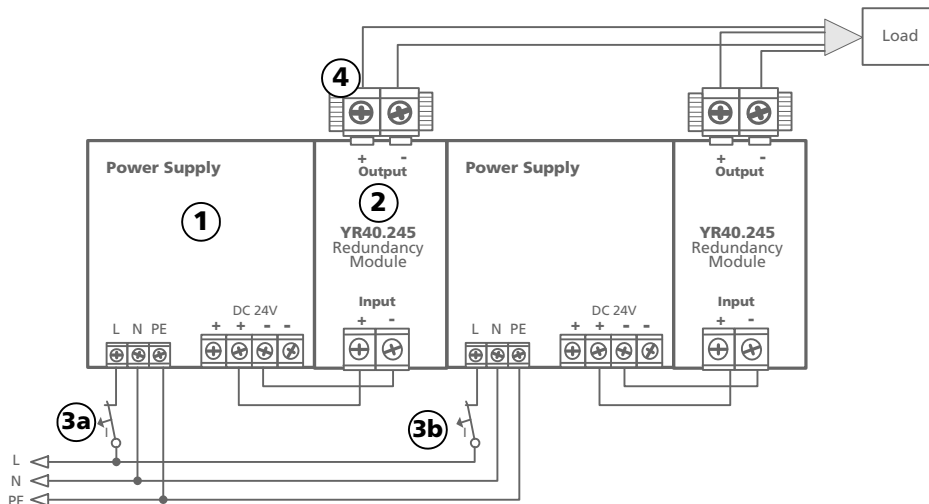 Load
4
+ -
Output
+ -
Output
Power Supply
1
2
YR40.245
Redundancy
Module
Power Supply
YR40.245
Redundancy
Module
DC 24V
+ + - -
L N PE
Input
+ -
DC 24V
+ + - -
L N PE
Input
+ -
3a
I
3b
I
L
N
PE